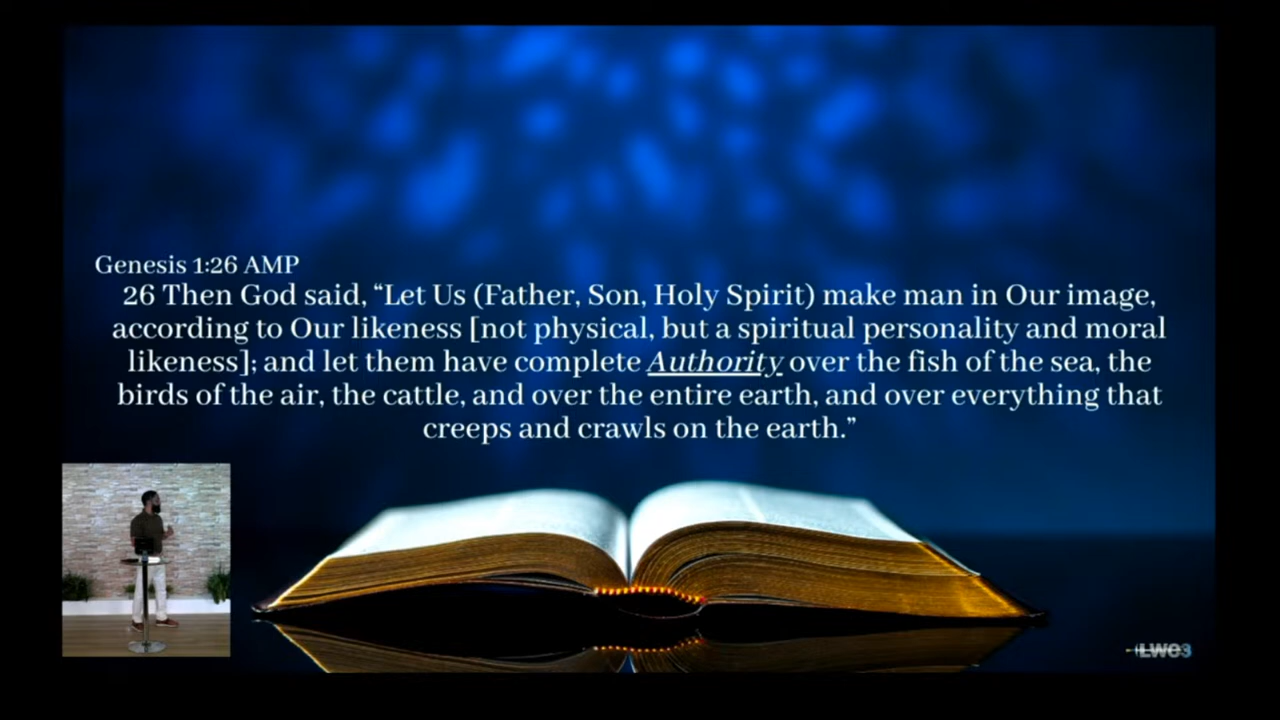 Genesis 1:26 AMP
26 Then God said, “Let Us (Father, Son, Holy Spirit) make man in Our image,
according to Our likeness [not physical, but a spiritual personality and moral
likeness]; and let them have complete Authority over the fish of the sea, the
birds of the air, the cattle, and over the entire earth, and over everything that
creeps and crawls on the earth.”
LWC3